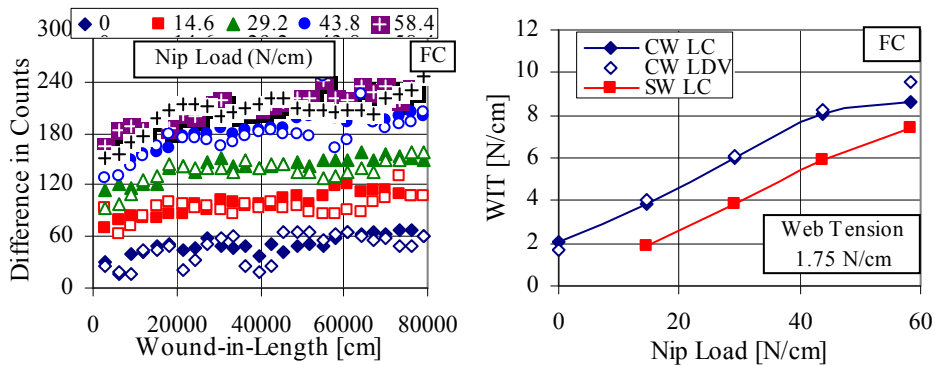 0 14.6 29.2 43.8 58.4
300
Nip Load (N/cm)
FC
240
180
120
60
0
Difference in Counts
0 20000 40000 60000 80000
Wound-in-Length [cm]
12
CW LC
CW LDV
SW LC
FC
10
8
6
4
2
0
WIT [N/cm]
Web Tension
1.75 N/cm
0 20 40 60
Nip Load [N/cm]